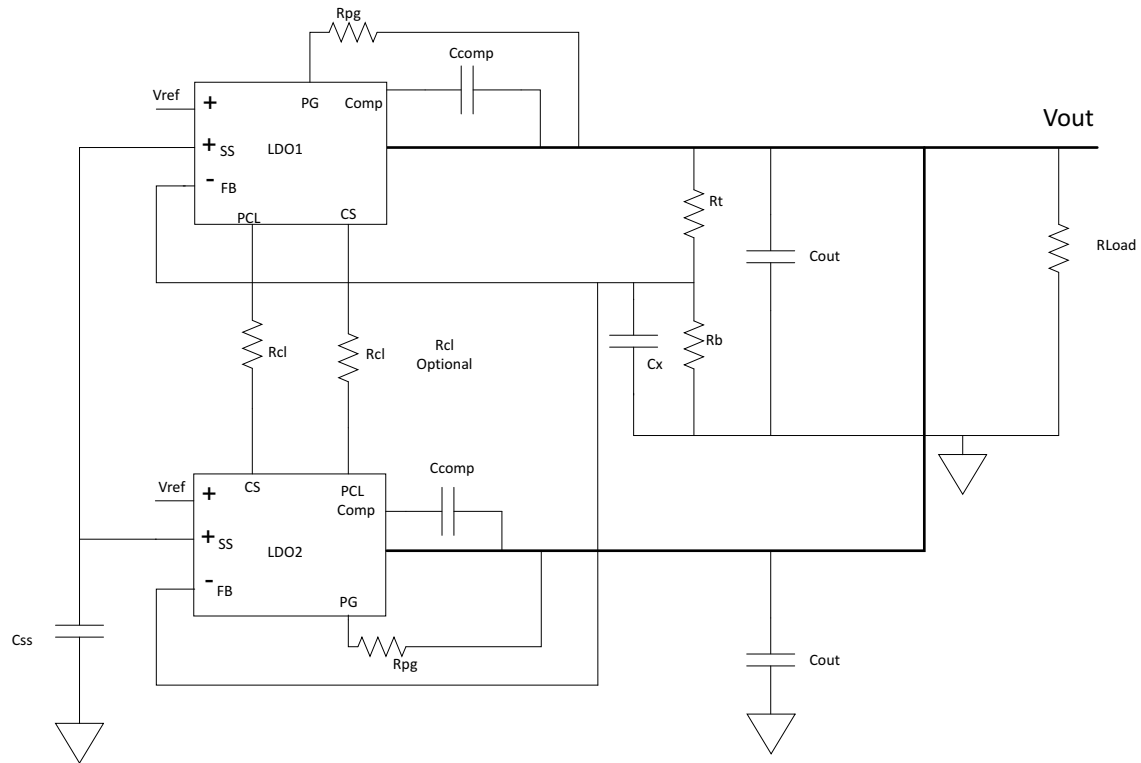 Rpg
Ccomp
Vref
+
PG
Comp
Vout
+ SS
LDO1
- FB
PCL
CS
Rt
Cout
RLoad
Rcl
Rcl
Rcl
Optional
Cx
Rb
Ccomp
Vref
+
CS
PCL
Comp
+ SS
LDO2
- FB
PG
Css
Rpg
Cout